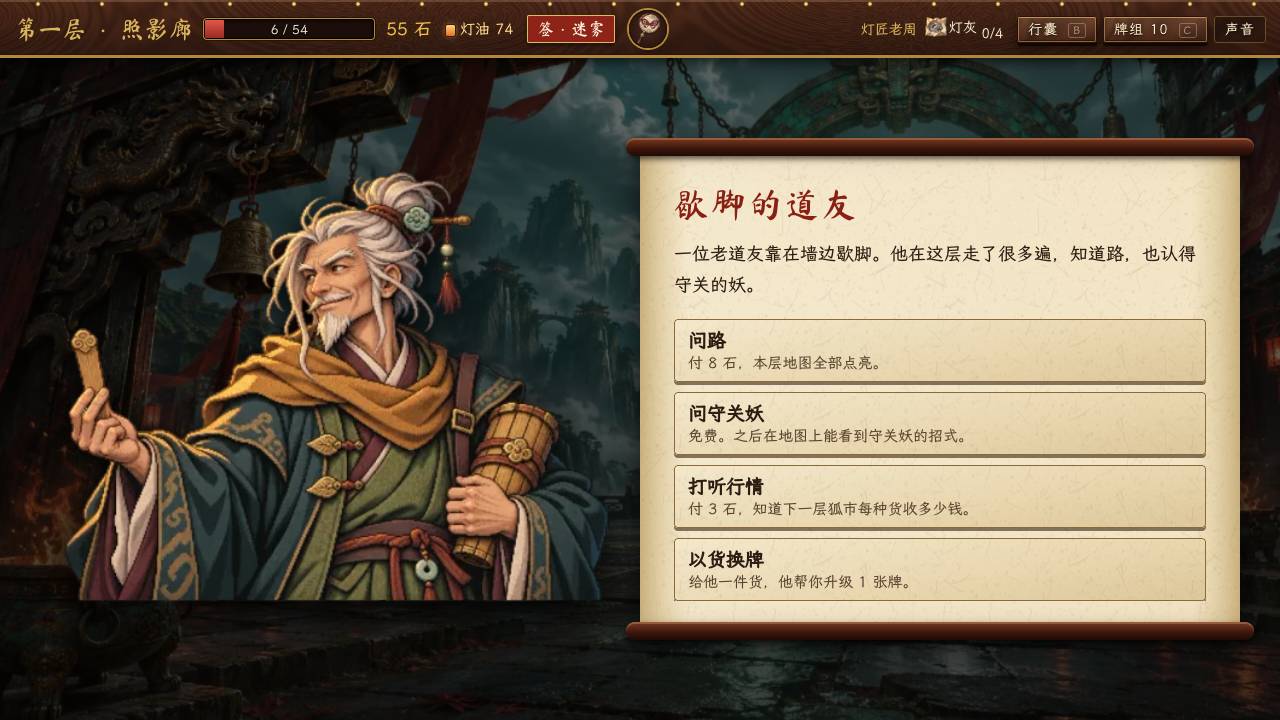 第一层 · 照影廊
6 / 54
55 石
灯油 74
签 · 迷雾
灯匠老周
灯灰 0/4
行囊 B
牌组 10 C
声音
歇脚的道友
一位老道友靠在墙边歇脚。他在这层走了很多遍，知道路，也认得
守关的妖。
问路
付 8 石，本层地图全部点亮。
问守关妖
免费。之后在地图上能看到守关妖的招式。
打听行情
付 3 石，知道下一层狐市每种货收多少钱。
以货换牌
给他一件货，他帮你升级 1 张牌。